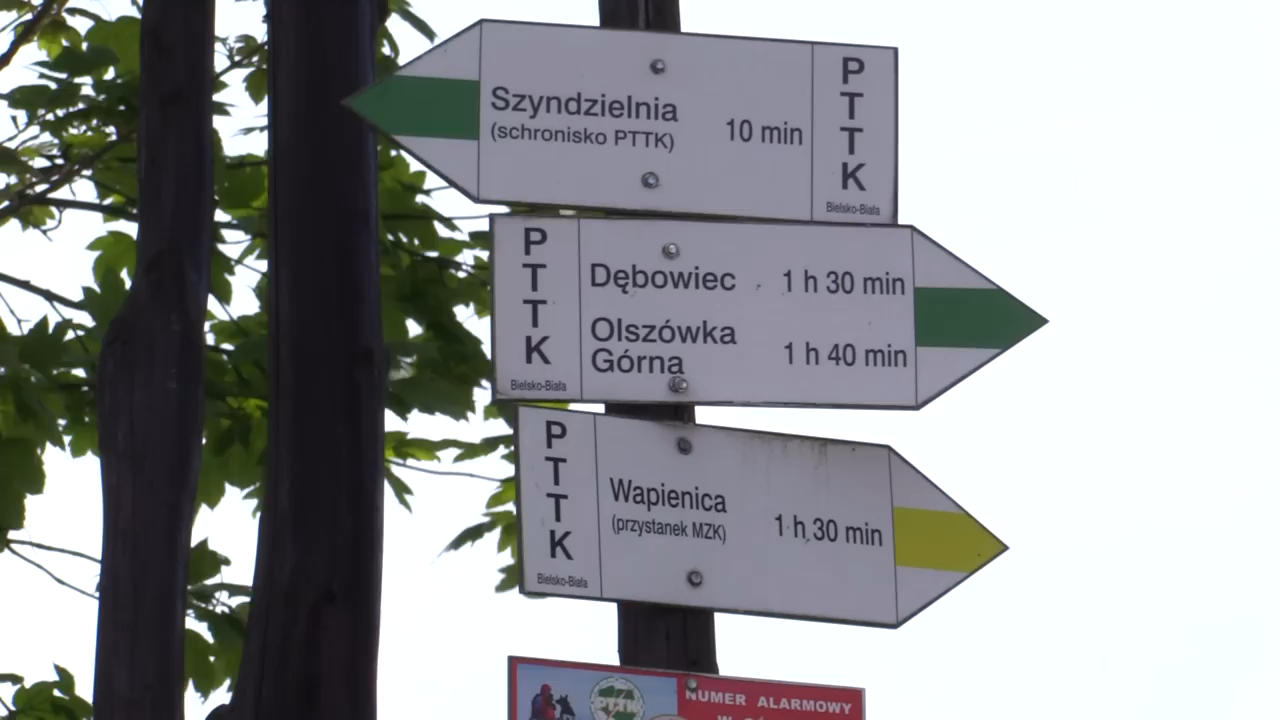 Szyndzielnia
(schronisko PTTK)
10 min
PTTK
Bielsko-Biała
PTTK
Bielsko-Biała
Dębowiec 1 h 30 min
Olszówka
Górna
1 h 40 min
PTTK
Bielsko-Biała
Wapienica
(przystanek MZK)
1 h 30 min
PTTK
NUMER ALARMOWY